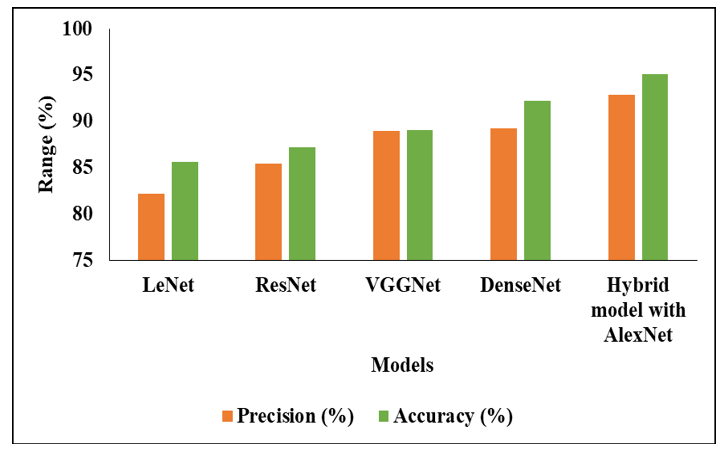 100
95
90
85
80
75
Range (%)
LeNet
ResNet
VGGNet
DenseNet
Hybrid
model with
AlexNet
Models
Precision (%)
Accuracy (%)